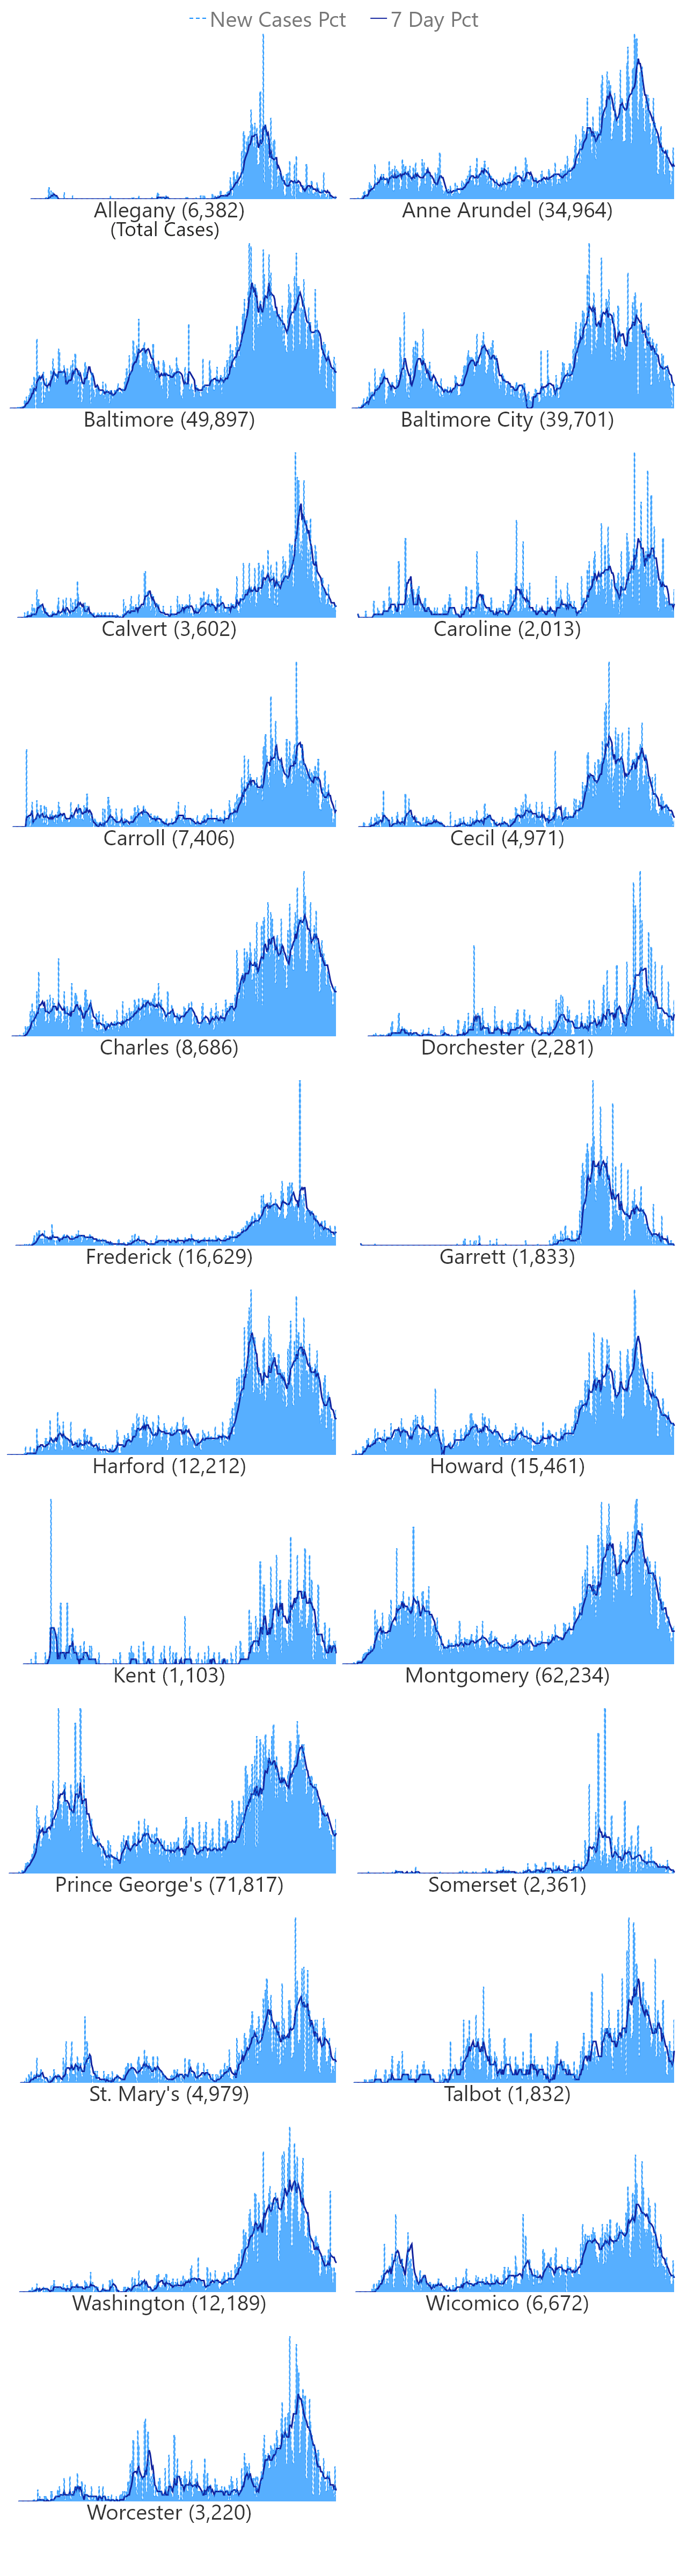 New Cases Pct 7 Day Pct
Allegany (6,382) Anne Arundel (34,964)
(Total Cases)
Baltimore (49,897) Baltimore City (39,701)
Calvert (3,602) Caroline (2,013)
Carroll (7,406) Cecil (4,971)
Charles (8,686) Dorchester (2,281)
Frederick (16,629) Garrett (1,833)
Harford (12,212) Howard (15,461)
Kent (1,103) Montgomery (62,234)
Prince George's (71,817) Somerset (2,361)
St. Mary's (4,979) Talbot (1,832)
Washington (12,189) Wicomico (6,672)
Worcester (3,220)